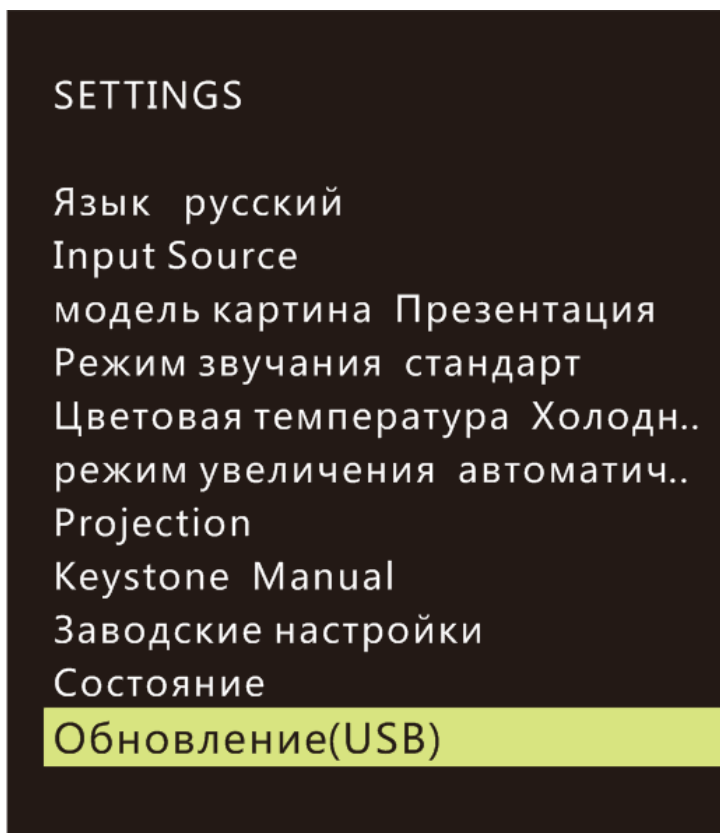 SETTINGS
Язык русский
Input Source
модель картина Презентация
Режим звучания стандарт
Цветовая температура Холодн..
режим увеличения автоматич..
Projection
Keystone Manual
Заводские настройки
Состояние
Обновление(USB)